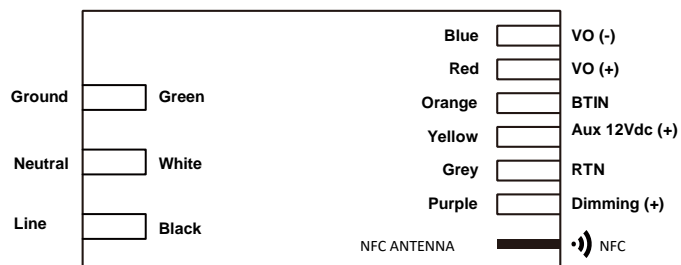 Blue VO (-)
Red VO (+)
Ground Green Orange BTIN
Yellow Aux 12Vdc (+)
Neutral White Grey RTN
Purple Dimming (+)
Line Black
NFC ANTENNA NFC